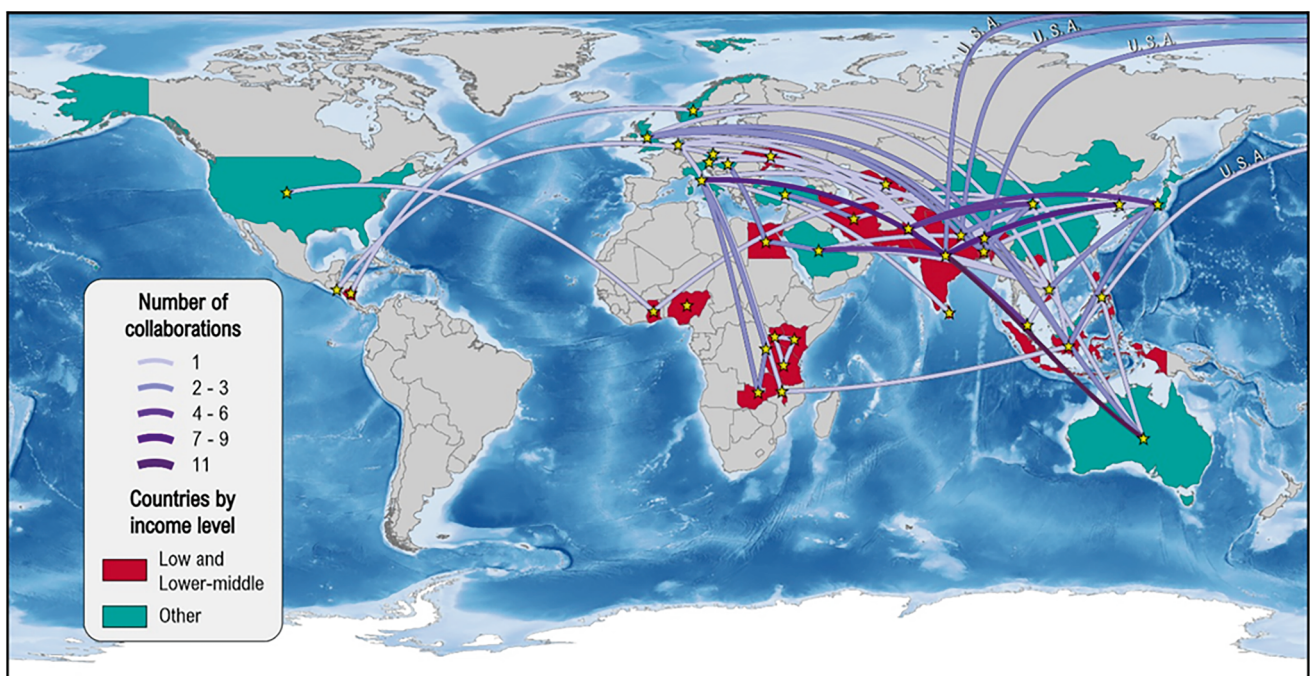 U.S.A.
U.S.A.
U.S.A.
U.S.A.
Number of
collaborations
1
2 - 3
4 - 6
7 - 9
11
Countries by
income level
Low and
Lower-middle
Other